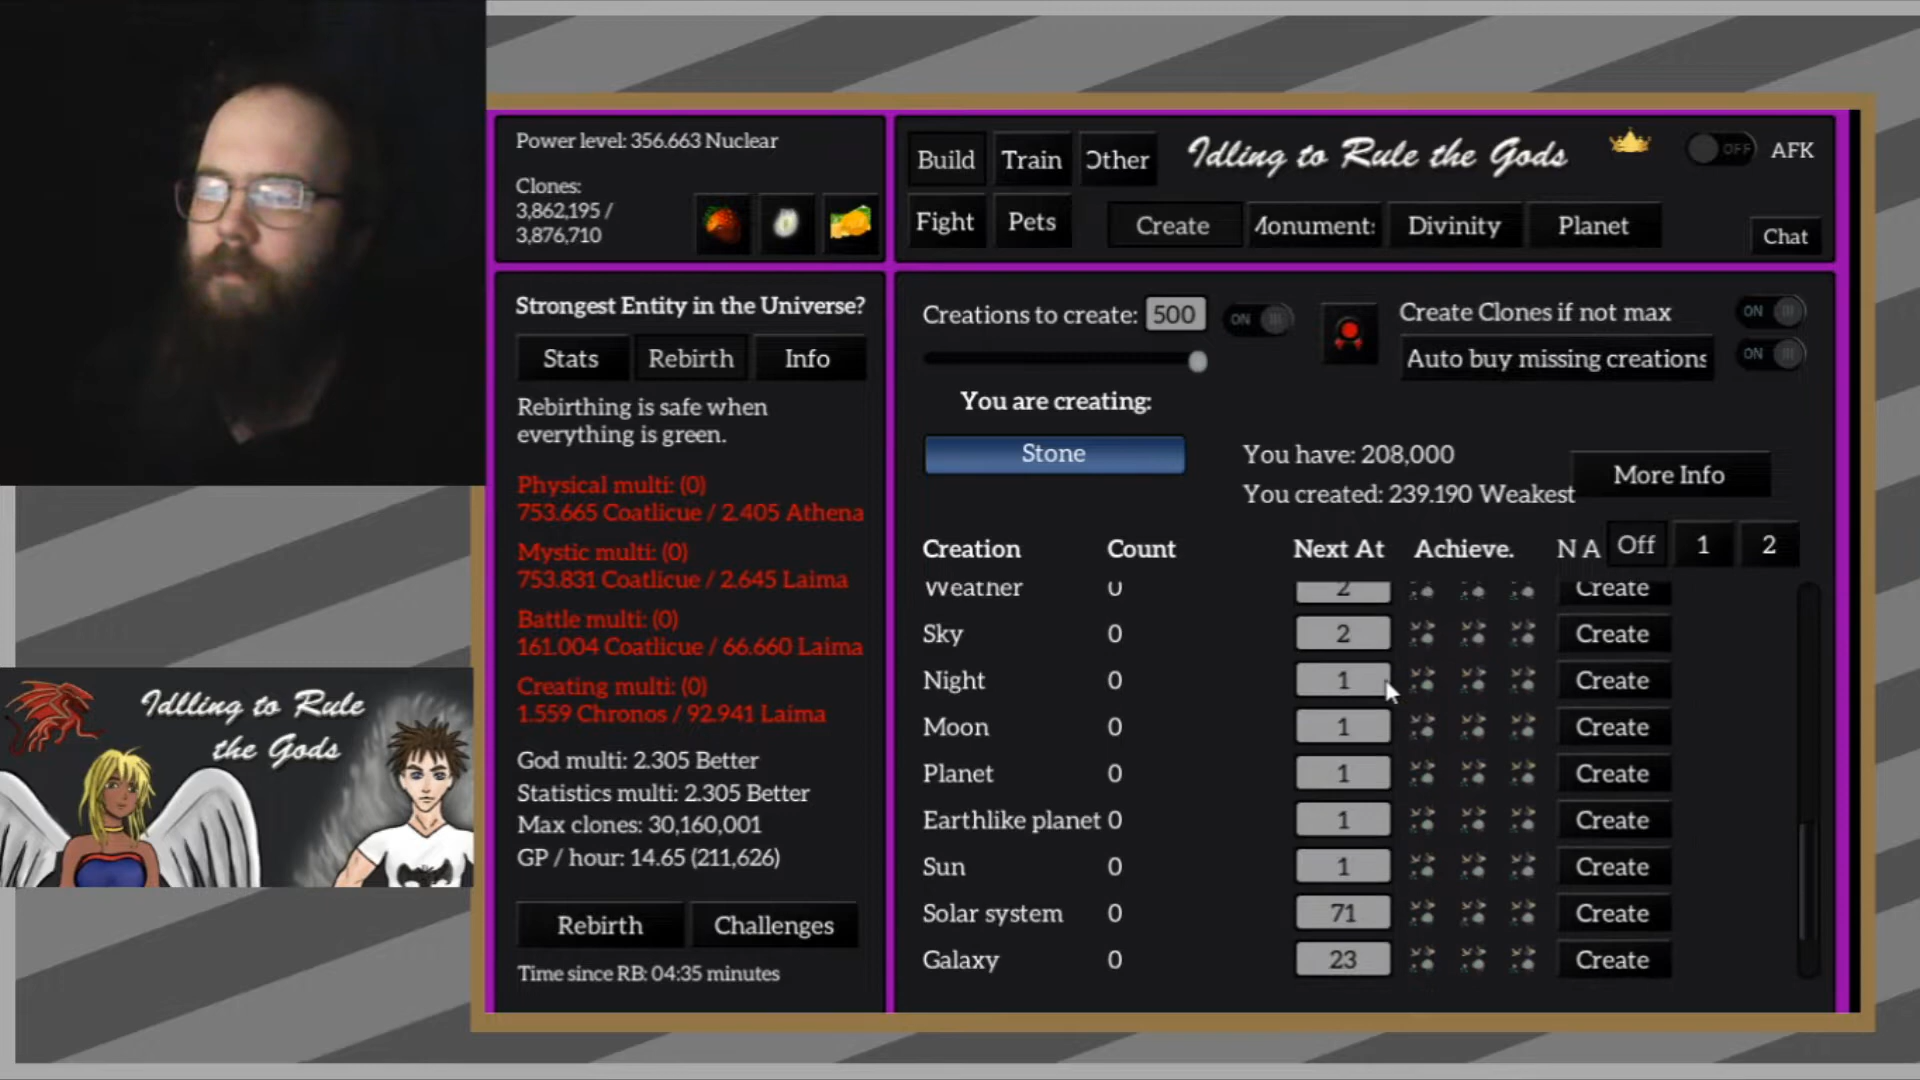 Power level: 356.663 Nuclear
Clones:
3,862,195 /
3,876,710
Build
Train
Other
Idling to Rule the Gods
OFF
AFK
Fight
Pets
Create
Monument
Divinity
Planet
Chat
Strongest Entity in the Universe?
Stats
Rebirth
Info
Rebirthing is safe when
everything is green.
Physical multi: (0)
753.665 Coatlicue / 2.405 Athena
Mystic multi: (0)
753.831 Coatlicue / 2.645 Laima
Battle multi: (0)
161.004 Coatlicue / 66.660 Laima
Creating multi: (0)
1.559 Chronos / 92.941 Laima
God multi: 2.305 Better
Statistics multi: 2.305 Better
Max clones: 30,160,001
GP / hour: 14.65 (211,626)
Rebirth
Challenges
Time since RB: 04:35 minutes
Creations to create: 500
ON
Create Clones if not max
ON
Auto buy missing creations
ON
You are creating:
Stone
You have: 208,000
You created: 239.190 Weakest
More Info
Creation Count Next At Achieve. N A Off 1 2
Weather 0 2 Create
Sky 0 2 Create
Night 0 1 Create
Moon 0 1 Create
Planet 0 1 Create
Earthlike planet 0 1 Create
Sun 0 1 Create
Solar system 0 71 Create
Galaxy 0 23 Create
Idlling to Rule
the Gods